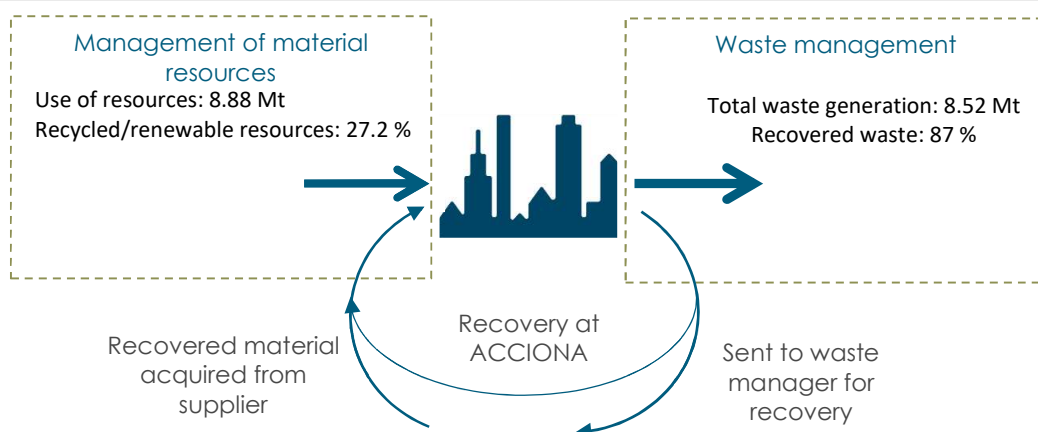 Management of material
resources
Use of resources: 8.88 Mt
Recycled/renewable resources: 27.2 %
Waste management
Total waste generation: 8.52 Mt
Recovered waste: 87 %
Recovered material
acquired from
supplier
Recovery at
ACCIONA
Sent to waste
manager for
recovery